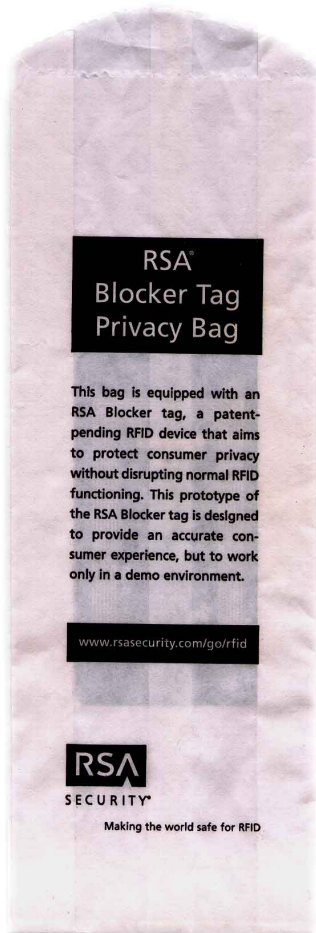 RSA®
Blocker Tag
Privacy Bag
This bag is equipped with an
RSA Blocker tag, a patent-
pending RFID device that aims
to protect consumer privacy
without disrupting normal RFID
functioning. This prototype of
the RSA Blocker tag is designed
to provide an accurate con-
sumer experience, but to work
only in a demo environment.
www.rsasecurity.com/go/rfid
RSA
SECURITY®
Making the world safe for RFID